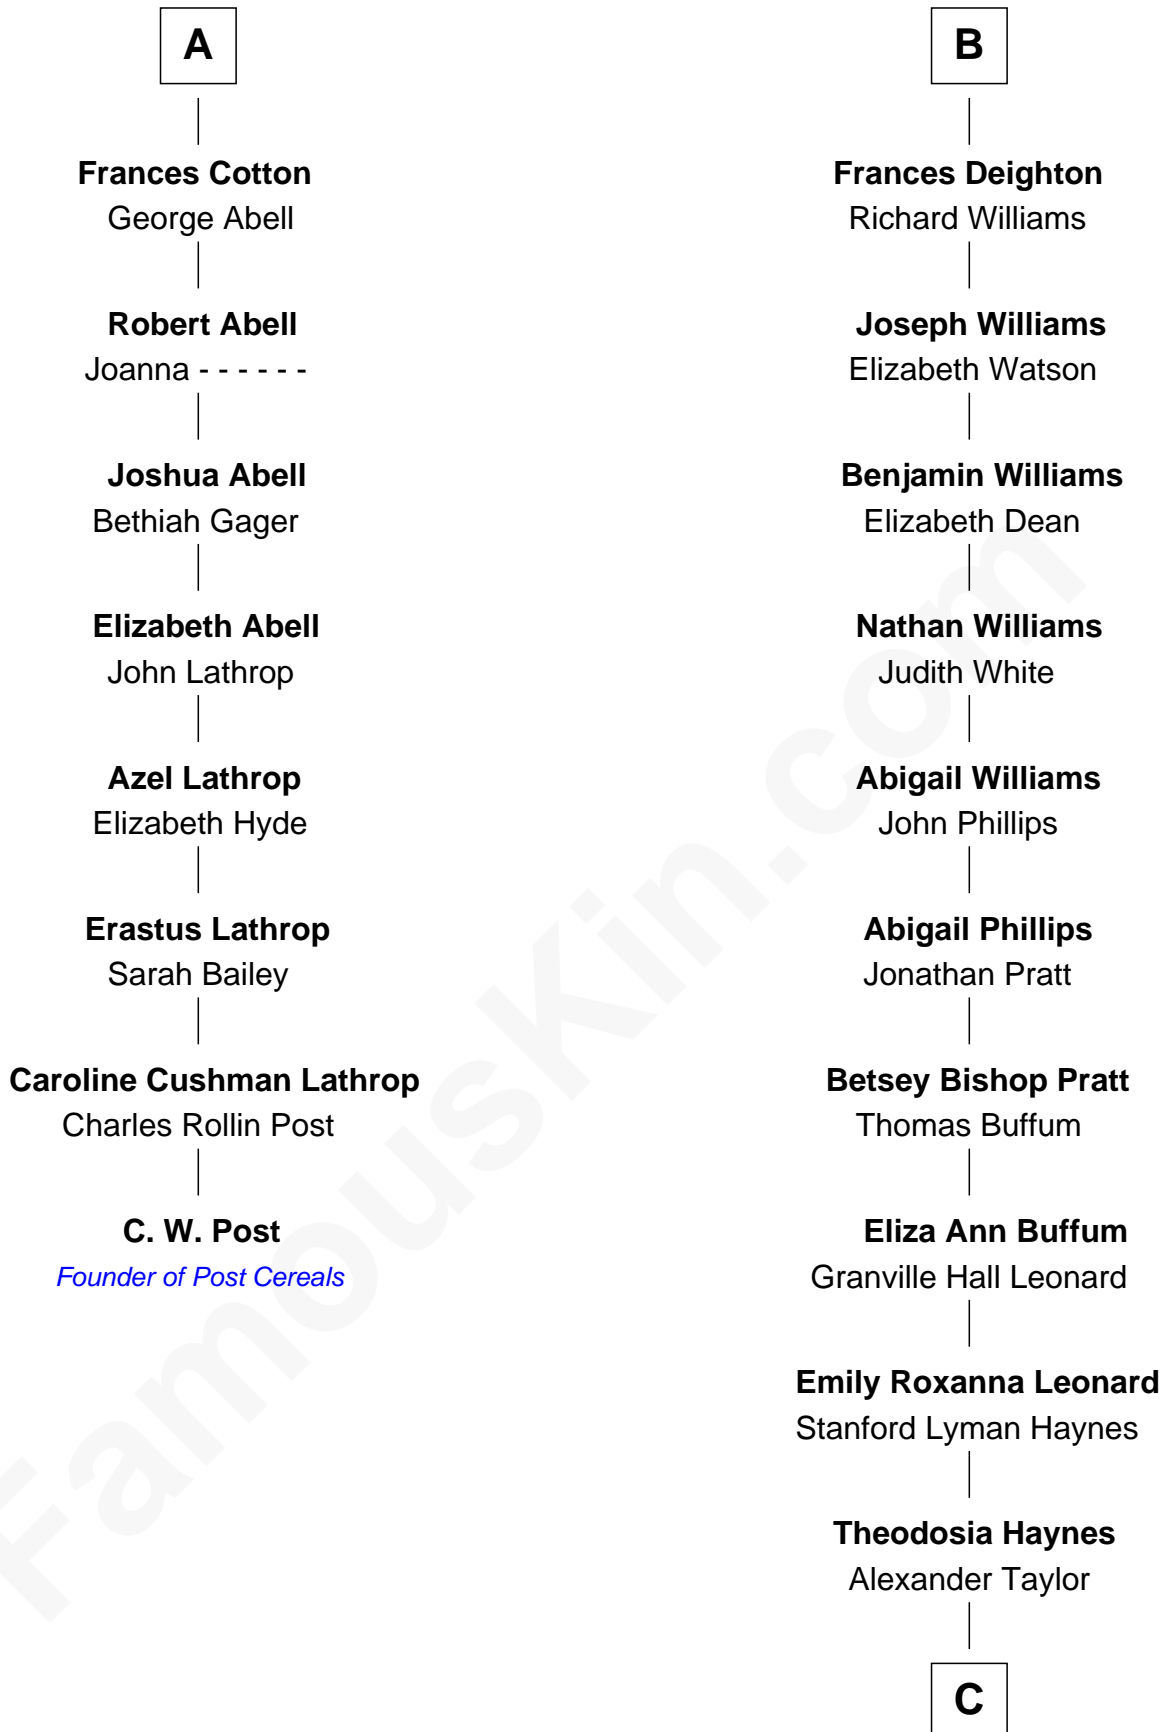 A
Frances Cotton
George Abell
Robert Abell
Joanna - - - - - -
Joshua Abell
Bethiah Gager
Elizabeth Abell
John Lathrop
Azel Lathrop
Elizabeth Hyde
Erastus Lathrop
Sarah Bailey
Caroline Cushman Lathrop
Charles Rollin Post
C. W. Post
Founder of Post Cereals
B
Frances Deighton
Richard Williams
Joseph Williams
Elizabeth Watson
Benjamin Williams
Elizabeth Dean
Nathan Williams
Judith White
Abigail Williams
John Phillips
Abigail Phillips
Jonathan Pratt
Betsey Bishop Pratt
Thomas Buffum
Eliza Ann Buffum
Granville Hall Leonard
Emily Roxanna Leonard
Stanford Lyman Haynes
Theodosia Haynes
Alexander Taylor
C
FamousKin.com